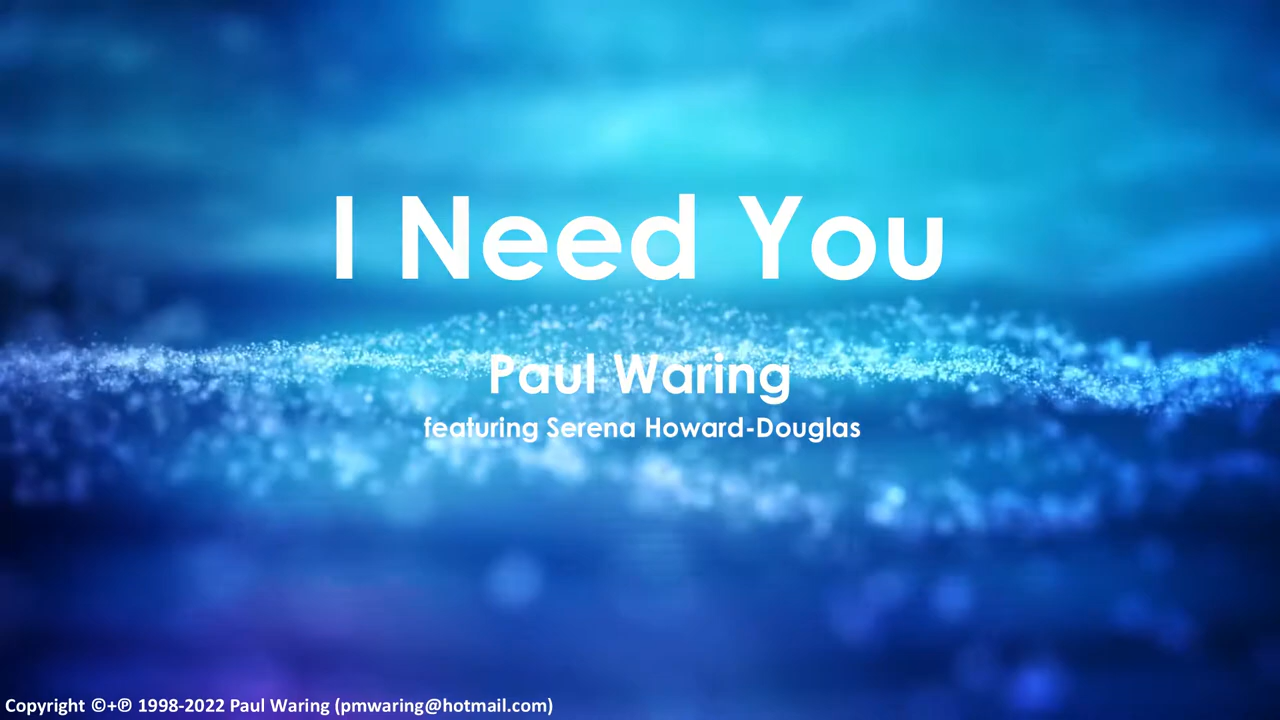 I Need You
Paul Waring
featuring Serena Howard-Douglas
Copyright ©+℗ 1998-2022 Paul Waring (pmwaring@hotmail.com)